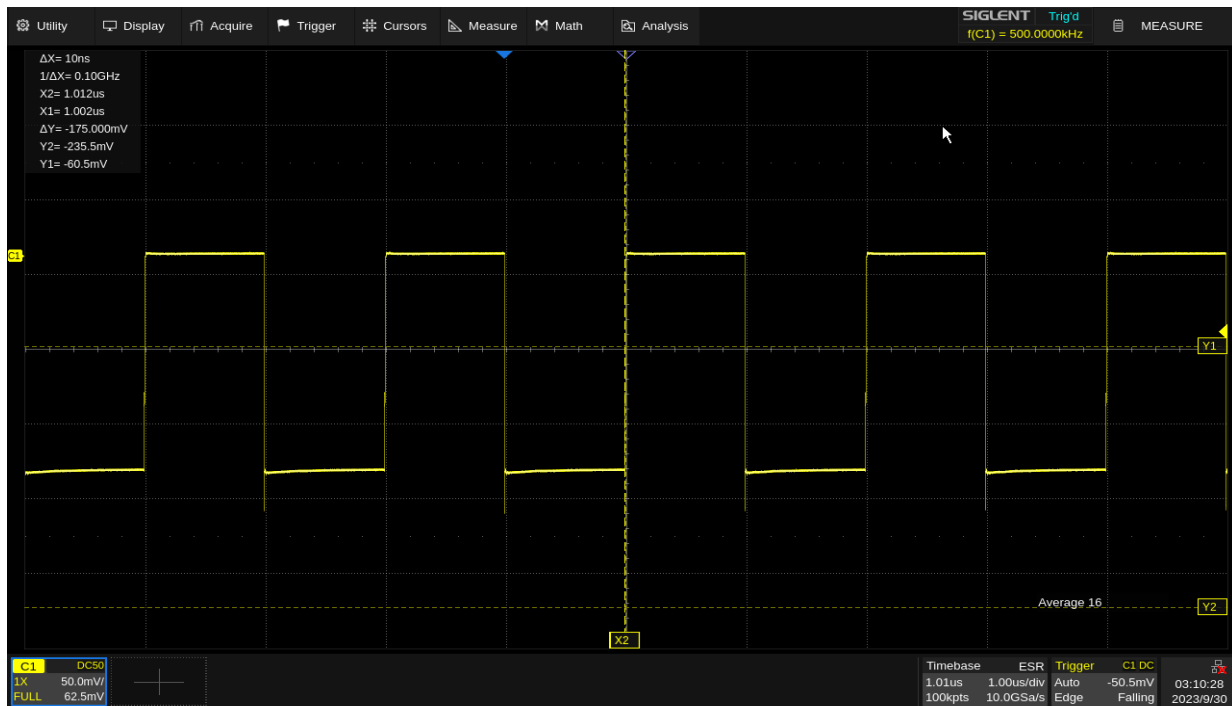 Utility Display Acquire Trigger Cursors Measure Math Analysis SIGLENT Trig'd MEASURE
f(C1) = 500.0000kHz
ΔX= 10ns
1/ΔX= 0.10GHz
X2= 1.012us
X1= 1.002us
ΔY= -175.000mV
Y2= -235.5mV
Y1= -60.5mV
C1
Y1
Average 16
Y2
X2
C1 DC50 Timebase ESR Trigger C1 DC
1X 50.0mV/ 1.01us 1.00us/div Auto -50.5mV 03:10:28
FULL 62.5mV 100kpts 10.0GSa/s Edge Falling 2023/9/30